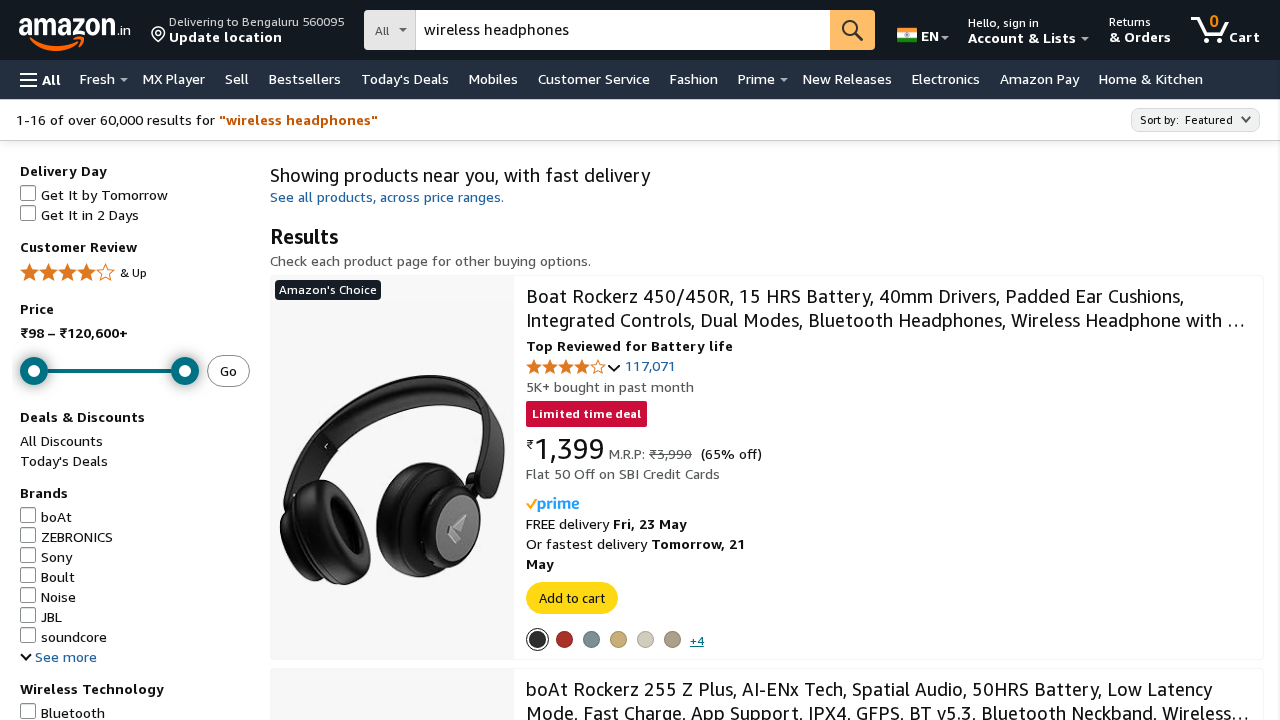 amazon.in
Delivering to Bengaluru 560095
Update location
All
wireless headphones
EN
Hello, sign in
Account & Lists
Returns
& Orders
0
Cart
All
Fresh
MX Player
Sell
Bestsellers
Today's Deals
Mobiles
Customer Service
Fashion
Prime
New Releases
Electronics
Amazon Pay
Home & Kitchen
1-16 of over 60,000 results for "wireless headphones"
Sort by: Featured
Delivery Day
Get It by Tomorrow
Get It in 2 Days
Customer Review
& Up
Price
₹98 – ₹120,600+
Go
Deals & Discounts
All Discounts
Today's Deals
Brands
boAt
ZEBRONICS
Sony
Boult
Noise
JBL
soundcore
See more
Wireless Technology
Bluetooth
Showing products near you, with fast delivery
See all products, across price ranges.
Results
Check each product page for other buying options.
Amazon's Choice
Boat Rockerz 450/450R, 15 HRS Battery, 40mm Drivers, Padded Ear Cushions,
Integrated Controls, Dual Modes, Bluetooth Headphones, Wireless Headphone with …
Top Reviewed for Battery life
117,071
5K+ bought in past month
Limited time deal
₹1,399 M.R.P: ₹3,990 (65% off)
Flat 50 Off on SBI Credit Cards
prime
FREE delivery Fri, 23 May
Or fastest delivery Tomorrow, 21
May
Add to cart
+4
boAt Rockerz 255 Z Plus, AI-ENx Tech, Spatial Audio, 50HRS Battery, Low Latency
Mode, Fast Charge, App Support, IPX4, GFPS, BT v5.3, Bluetooth Neckband, Wireless…